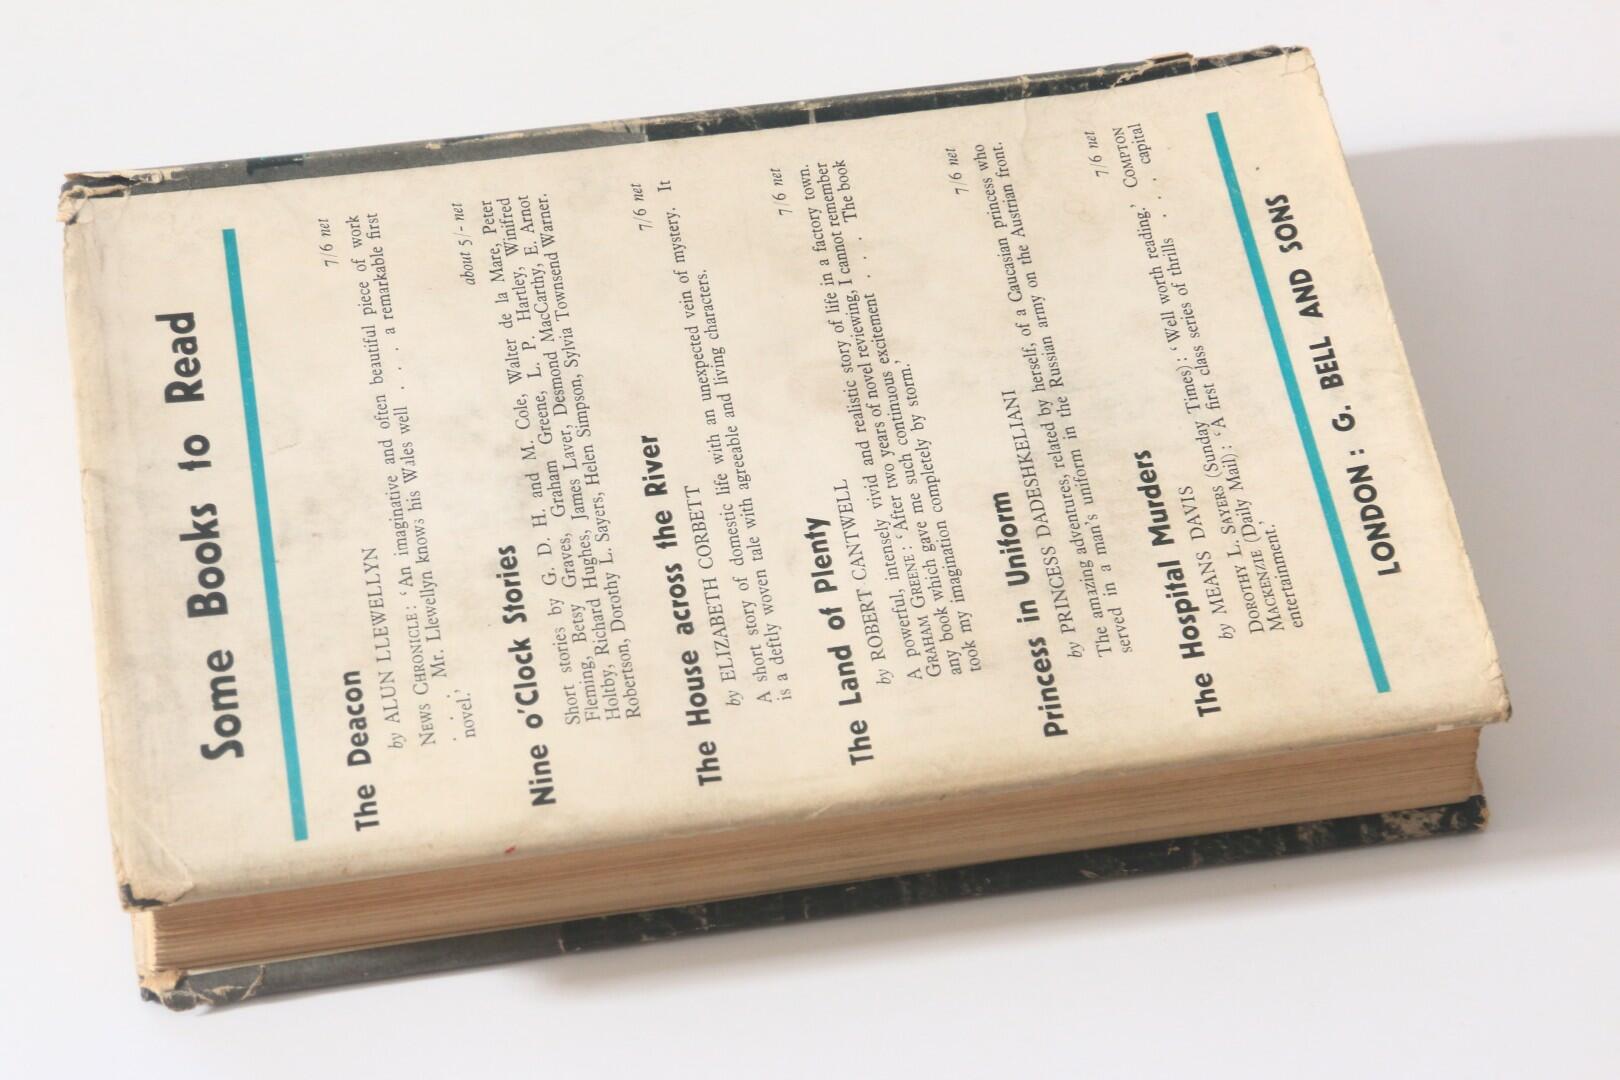 Some Books to Read
The Deacon 7/6 net
by ALUN LLEWELLYN
NEWS CHRONICLE : ‘An imaginative and often beautiful piece of work
. . Mr. Llewellyn knows his Wales well . . . a remarkable first
novel.’
Nine o'Clock Stories about 5/- net
Short stories by G. D. H. and M. Cole, Walter de la Mare, Peter
Fleming, Betsy Graves, Graham Greene, L. P. Hartley, Winifred
Holtby, Richard Hughes, James Laver, Desmond MacCarthy, E. Arnot
Robertson, Dorothy L. Sayers, Helen Simpson, Sylvia Townsend Warner.
The House across the River 7/6 net
by ELIZABETH CORBETT
A short story of domestic life with an unexpected vein of mystery. It
is a deftly woven tale with agreeable and living characters.
The Land of Plenty 7/6 net
by ROBERT CANTWELL
A powerful, intensely vivid and realistic story of life in a factory town.
GRAHAM GREENE : ‘After two years of novel reviewing, I cannot remember
any book which gave me such continuous excitement . . . The book
took my imagination completely by storm.’
Princess in Uniform 7/6 net
by PRINCESS DADESHKELIANI
The amazing adventures, related by herself, of a Caucasian princess who
served in a man's uniform in the Russian army on the Austrian front.
The Hospital Murders 7/6 net
by MEANS DAVIS
DOROTHY L. SAYERS (Sunday Times) : ‘Well worth reading.’ COMPTON
MACKENZIE (Daily Mail) : ‘A first class series of thrills . . . capital
entertainment.’
LONDON : G. BELL AND SONS